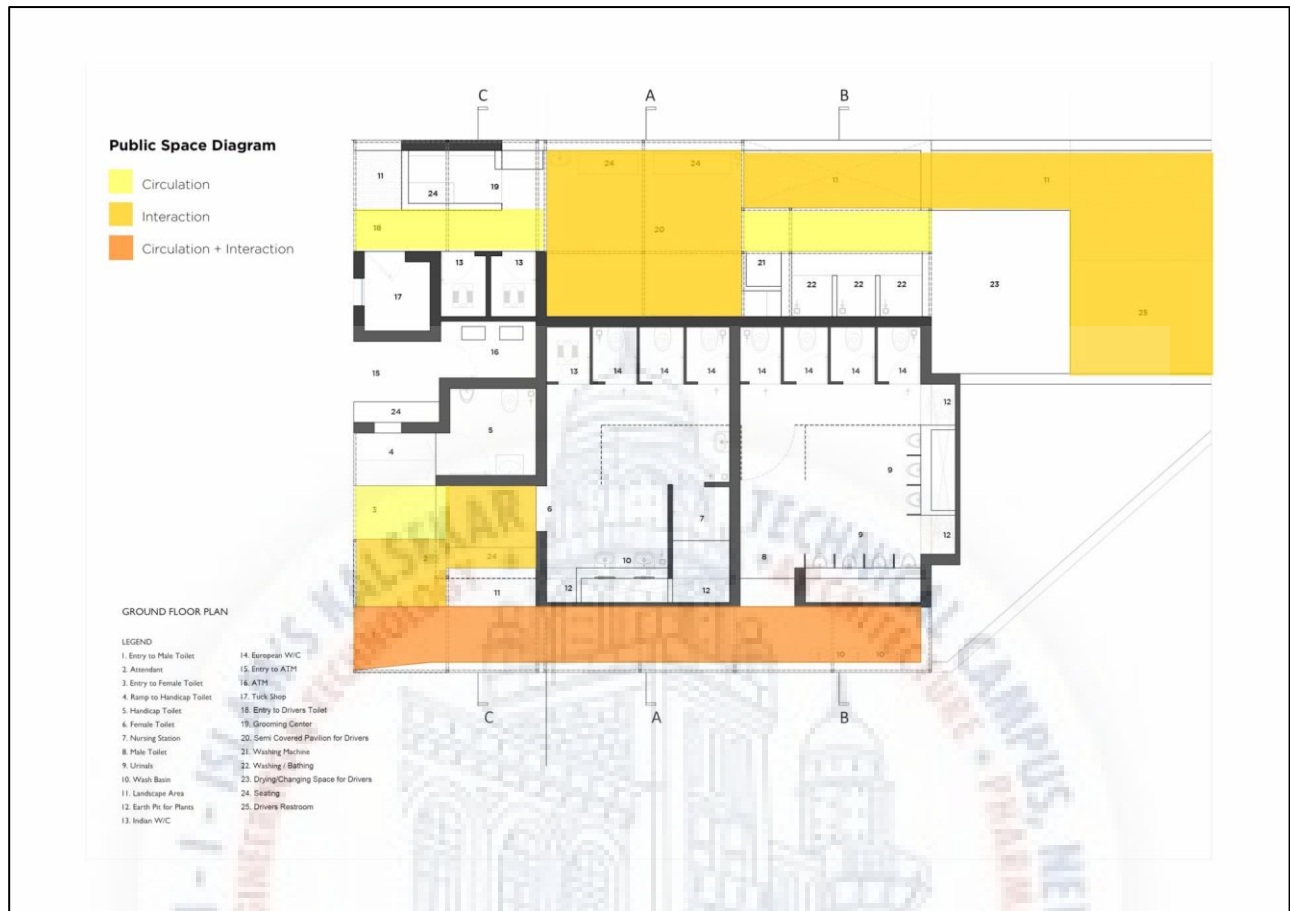 C
A
B
Public Space Diagram
Circulation
Interaction
Circulation + Interaction
11
24
19
24
24
11
11
18
20
13
13
21
22
22
22
23
17
25
16
15
13
14
14
14
14
14
14
14
24
12
5
4
9
3
6
7
2
24
10
8
9
12
11
12
12
10
10
C
A
B
GROUND FLOOR PLAN
LEGEND
1. Entry to Male Toilet
2. Attendant
3. Entry to Female Toilet
4. Ramp to Handicap Toilet
5. Handicap Toilet
6. Female Toilet
7. Nursing Station
8. Male Toilet
9. Urinals
10. Wash Basin
11. Landscape Area
12. Earth Pit for Plants
13. Indian W/C
14. European W/C
15. Entry to ATM
16. ATM
17. Tuck Shop
18. Entry to Drivers Toilet
19. Grooming Center
20. Semi Covered Pavilion for Drivers
21. Washing Machine
22. Washing / Bathing
23. Drying/Changing Space for Drivers
24. Seating
25. Drivers Restroom
KALSEKAR
TECHNICAL CAMPUS